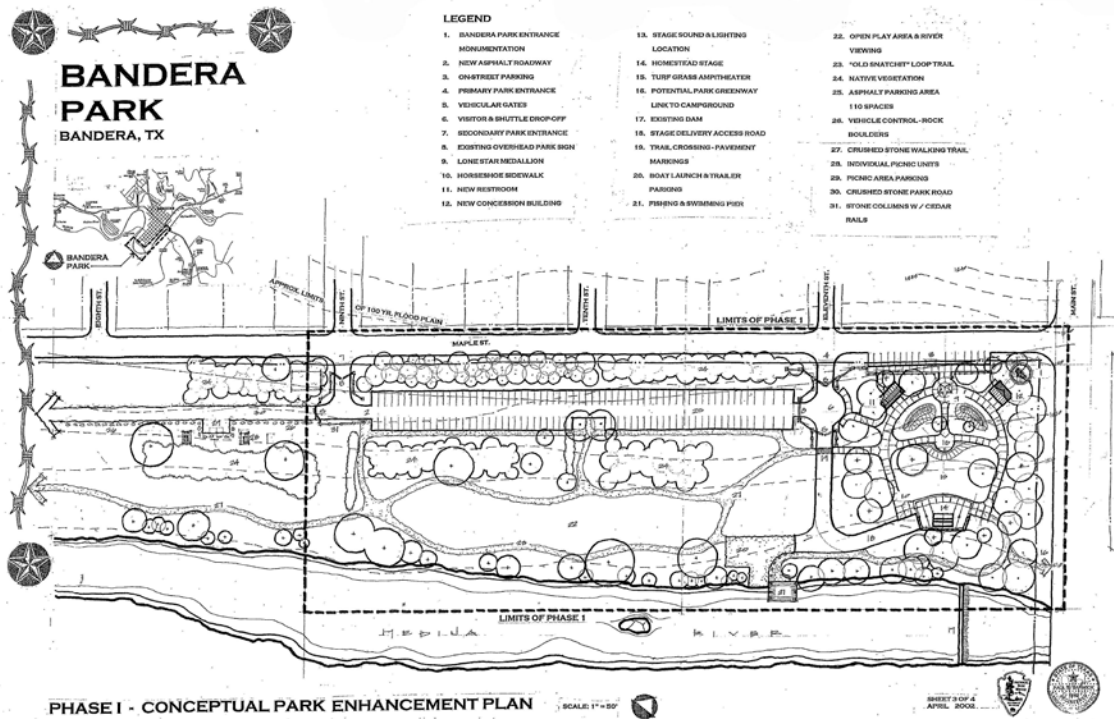 BANDERA
PARK
BANDERA, TX
BANDERA
PARK
LEGEND
1. BANDERA PARK ENTRANCE
MONUMENTATION
2. NEW ASPHALT ROADWAY
3. ON-STREET PARKING
4. PRIMARY PARK ENTRANCE
5. VEHICULAR GATES
6. VISITOR & SHUTTLE DROP-OFF
7. SECONDARY PARK ENTRANCE
8. EXISTING OVERHEAD PARK SIGN
9. LONE STAR MEDALLION
10. HORSESHOE SIDEWALK
11. NEW RESTROOM
12. NEW CONCESSION BUILDING
13. STAGE SOUND & LIGHTING
LOCATION
14. HOMESTEAD STAGE
15. TURF GRASS AMPITHEATER
16. POTENTIAL PARK GREENWAY
LINK TO CAMPGROUND
17. EXISTING DAM
18. STAGE DELIVERY ACCESS ROAD
19. TRAIL CROSSING - PAVEMENT
MARKINGS
20. BOAT LAUNCH & TRAILER
PARKING
21. FISHING & SWIMMING PIER
22. OPEN PLAY AREA & RIVER
VIEWING
23. "OLD SNATCHIT" LOOP TRAIL
24. NATIVE VEGETATION
25. ASPHALT PARKING AREA
110 SPACES
26. VEHICLE CONTROL - ROCK
BOULDERS
27. CRUSHED STONE WALKING TRAIL
28. INDIVIDUAL PICNIC UNITS
29. PICNIC AREA PARKING
30. CRUSHED STONE PARK ROAD
31. STONE COLUMNS W / CEDAR
RAILS
EIGHTH ST.
NINTH ST.
TENTH ST.
ELEVENTH ST.
MAIN ST.
APPROX. LIMITS
OF 100 YR. FLOOD PLAIN
LIMITS OF PHASE 1
MAPLE ST.
LIMITS OF PHASE 1
MEDINA RIVER
PHASE I - CONCEPTUAL PARK ENHANCEMENT PLAN
SCALE: 1" = 50'
SHEET 3 OF 4
APRIL 2002